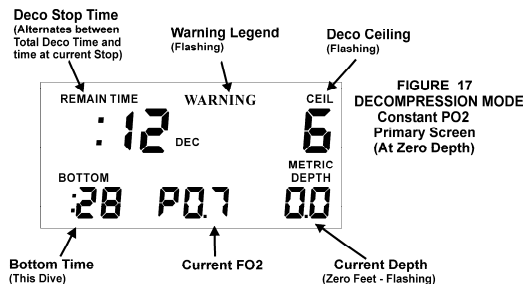 Deco Stop Time
(Alternates between
Total Deco Time and
time at current Stop)
Warning Legend
(Flashing)
Deco Ceiling
(Flashing)
REMAIN TIME
WARNING
CEIL
:12 DEC
6
METRIC
BOTTOM
DEPTH
:28
P0.7
0.0
FIGURE 17
DECOMPRESSION MODE
Constant PO2
Primary Screen
(At Zero Depth)
Bottom Time
(This Dive)
Current FO2
Current Depth
(Zero Feet - Flashing)